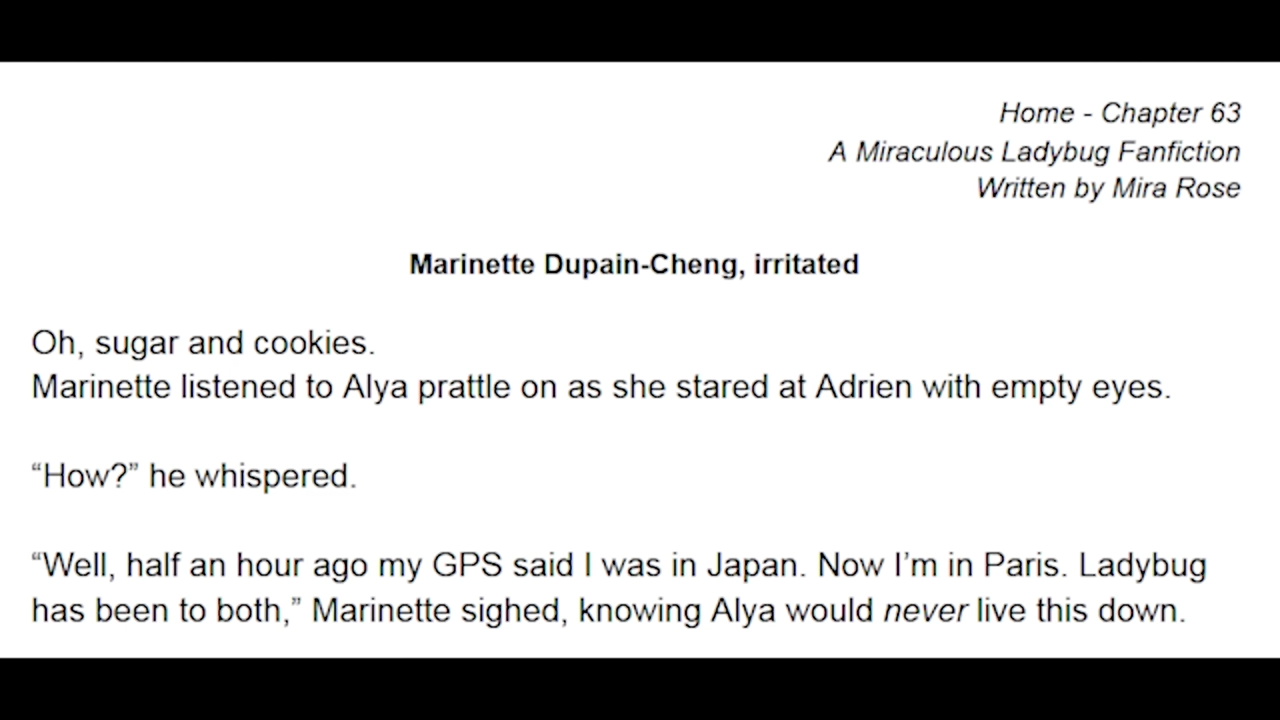 Home - Chapter 63
A Miraculous Ladybug Fanfiction
Written by Mira Rose
Marinette Dupain-Cheng, irritated
Oh, sugar and cookies.
Marinette listened to Alya prattle on as she stared at Adrien with empty eyes.
“How?” he whispered.
“Well, half an hour ago my GPS said I was in Japan. Now I’m in Paris. Ladybug
has been to both,” Marinette sighed, knowing Alya would never live this down.